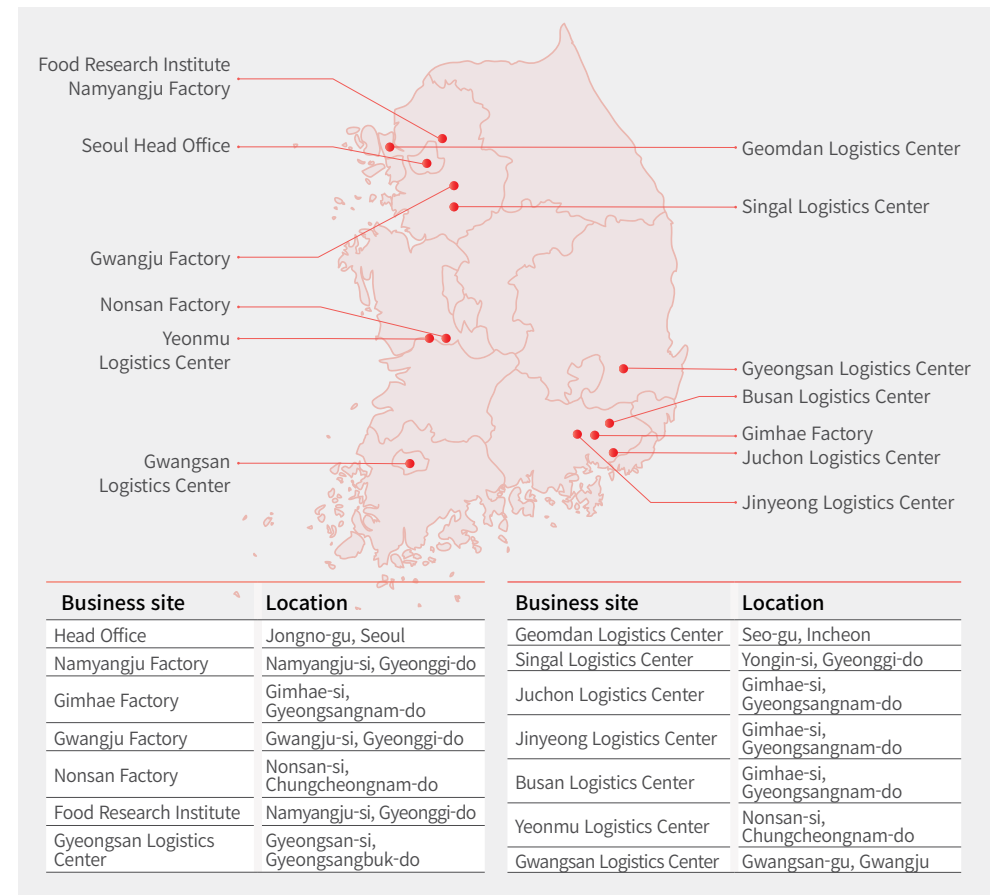 Food Research Institute
Namyangju Factory
Seoul Head Office
Gwangju Factory
Nonsan Factory
Yeonmu
Logistics Center
Gwangsan
Logistics Center
Geomdan Logistics Center
Singal Logistics Center
Gyeongsan Logistics Center
Busan Logistics Center
Gimhae Factory
Juchon Logistics Center
Jinyeong Logistics Center
Business site Location
Head Office Jongno-gu, Seoul
Namyangju Factory Namyangju-si, Gyeonggi-do
Gimhae Factory Gimhae-si,
Gyeongsangnam-do
Gwangju Factory Gwangju-si, Gyeonggi-do
Nonsan Factory Nonsan-si,
Chungcheongnam-do
Food Research Institute Namyangju-si, Gyeonggi-do
Gyeongsan Logistics Gyeongsan-si,
Center Gyeongsangbuk-do
Business site Location
Geomdan Logistics Center Seo-gu, Incheon
Singal Logistics Center Yongin-si, Gyeonggi-do
Juchon Logistics Center Gimhae-si,
Gyeongsangnam-do
Jinyeong Logistics Center Gimhae-si,
Gyeongsangnam-do
Busan Logistics Center Gimhae-si,
Gyeongsangnam-do
Yeonmu Logistics Center Nonsan-si,
Chungcheongnam-do
Gwangsan Logistics Center Gwangsan-gu, Gwangju